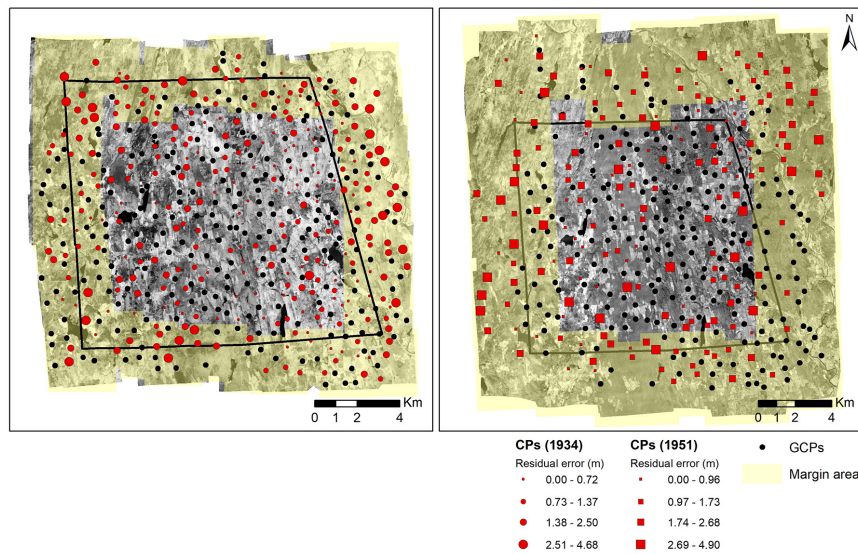 N
Km
0 1 2 4
Km
0 1 2 4
CPs (1934)
Residual error (m)
0.00 - 0.72
0.73 - 1.37
1.38 - 2.50
2.51 - 4.68
CPs (1951)
Residual error (m)
0.00 - 0.96
0.97 - 1.73
1.74 - 2.68
2.69 - 4.90
GCPs
Margin area